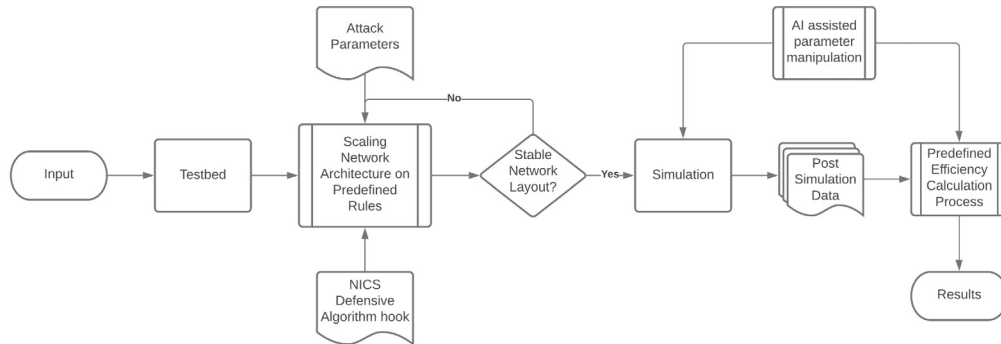 Attack
Parameters
AI assisted
parameter
manipulation
No
Input
Testbed
Scaling
Network
Architecture on
Predefined
Rules
Stable
Network
Layout?
Yes
Simulation
Post
Simulation
Data
Predefined
Efficiency
Calculation
Process
NICS
Defensive
Algorithm hook
Results